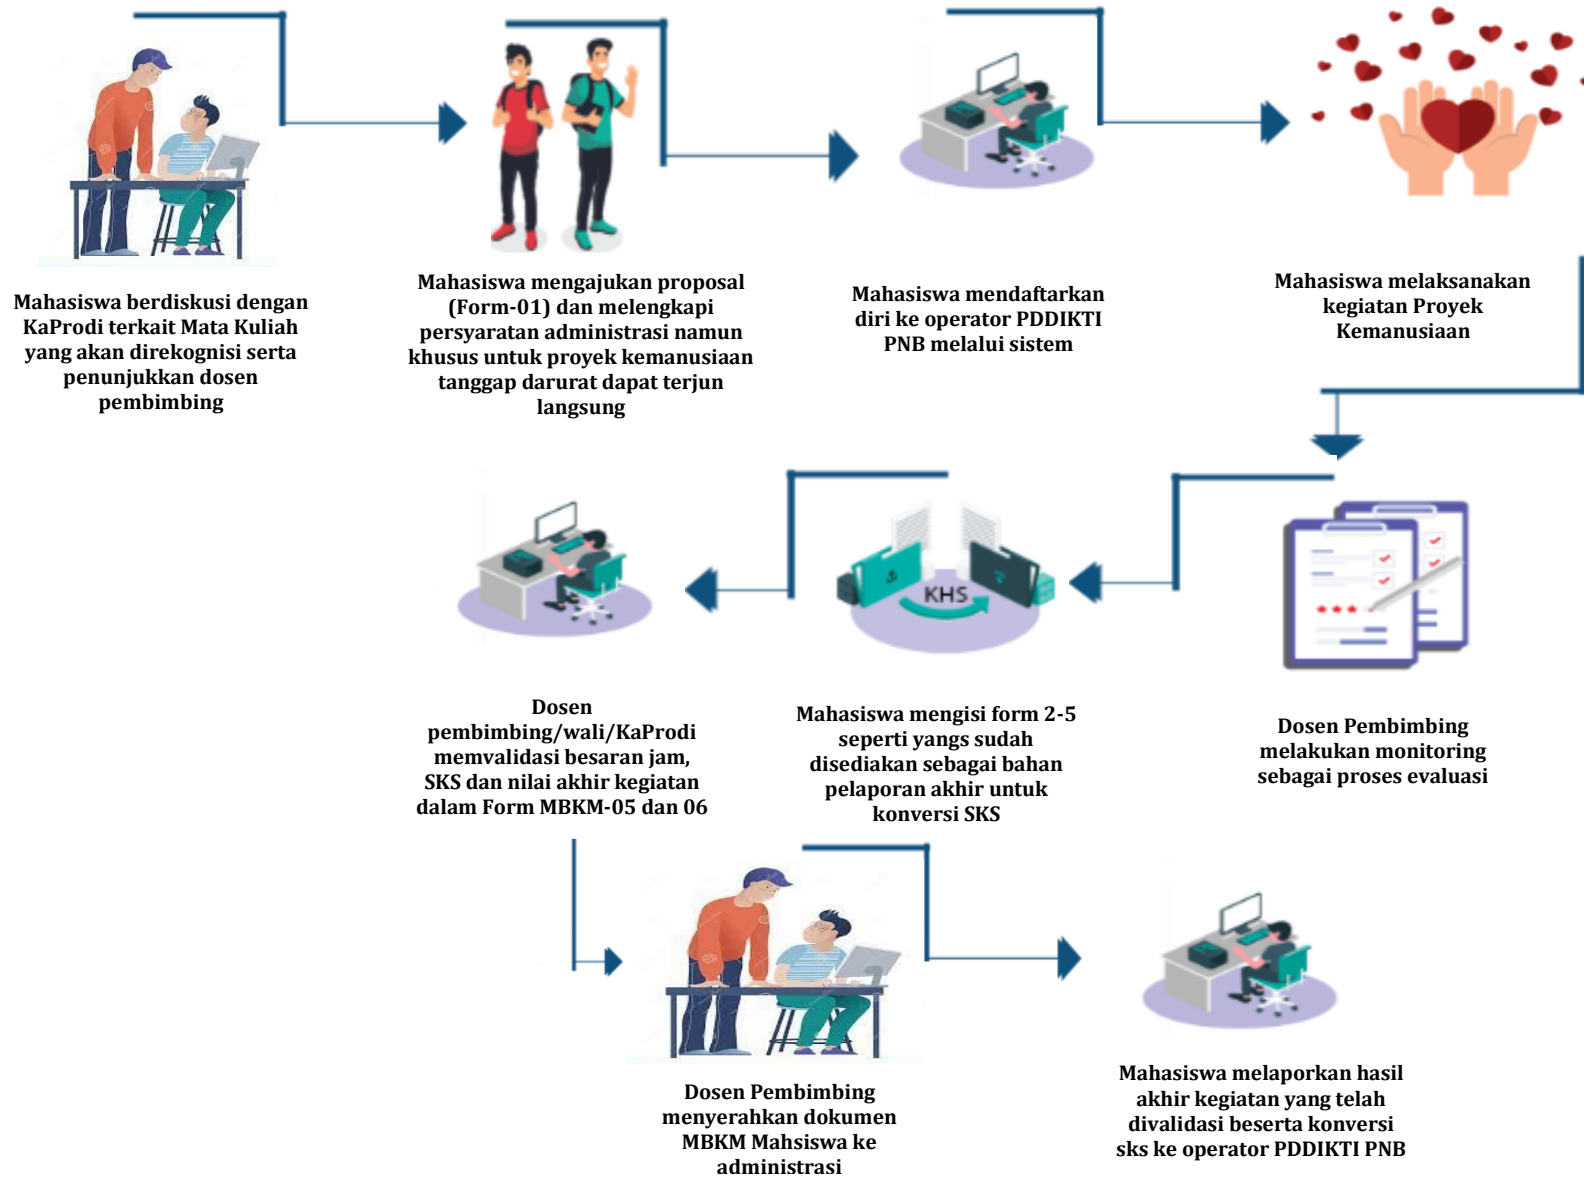 Mahasiswa berdiskusi dengan
KaProdi terkait Mata Kuliah
yang akan direkognisi serta
penunjukkan dosen
pembimbing
Mahasiswa mengajukan proposal
(Form-01) dan melengkapi
persyaratan administrasi namun
khusus untuk proyek kemanusiaan
tanggap darurat dapat terjun
langsung
Mahasiswa mendaftarkan
diri ke operator PDDIKTI
PNB melalui sistem
Mahasiswa melaksanakan
kegiatan Proyek
Kemanusiaan
Dosen Pembimbing
melakukan monitoring
sebagai proses evaluasi
KHS
Mahasiswa mengisi form 2-5
seperti yangs sudah
disediakan sebagai bahan
pelaporan akhir untuk
konversi SKS
Dosen
pembimbing/wali/KaProdi
memvalidasi besaran jam,
SKS dan nilai akhir kegiatan
dalam Form MBKM-05 dan 06
Dosen Pembimbing
menyerahkan dokumen
MBKM Mahsiswa ke
administrasi
Mahasiswa melaporkan hasil
akhir kegiatan yang telah
divalidasi beserta konversi
sks ke operator PDDIKTI PNB